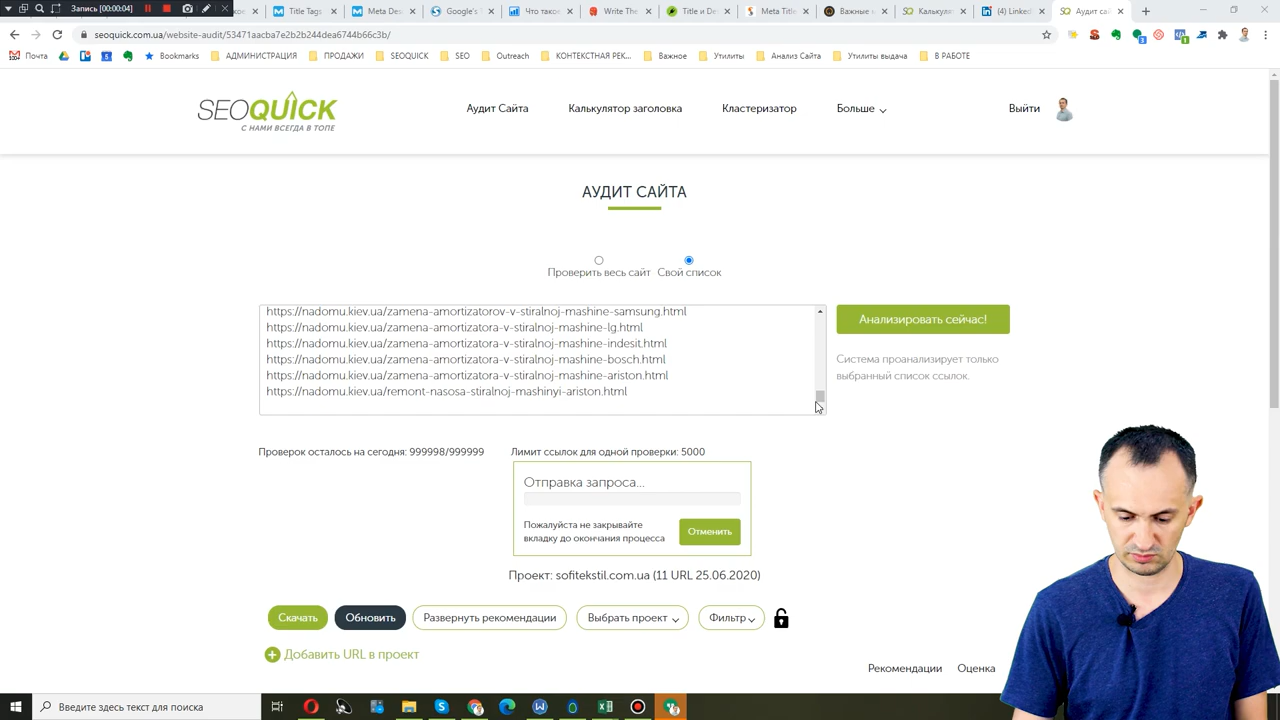 Запись [00:00:04]
Title Tags
Meta Des
Google's
Что тако
Write The
Title и De
Meta Title
Важные
Калькуля
(4) Linked
Аудит сай
seoquick.com.ua/website-audit/53471aacba7e2b2b244dea6744b66c3b/
Почта
Bookmarks
АДМИНИСТРАЦИЯ
ПРОДАЖИ
SEOQUICK
SEO
Outreach
КОНТЕКСТНАЯ РЕК...
Важное
Утилиты
Анализ Сайта
Утилиты выдача
В РАБОТЕ
SEOQUICK
С НАМИ ВСЕГДА В ТОПЕ
Аудит Сайта
Калькулятор заголовка
Кластеризатор
Больше
Выйти
АУДИТ САЙТА
Проверить весь сайт
Свой список
https://nadomu.kiev.ua/zamena-amortizatorov-v-stiralnoj-mashine-samsung.html
https://nadomu.kiev.ua/zamena-amortizatora-v-stiralnoj-mashine-lg.html
https://nadomu.kiev.ua/zamena-amortizatora-v-stiralnoj-mashine-indesit.html
https://nadomu.kiev.ua/zamena-amortizatora-v-stiralnoj-mashine-bosch.html
https://nadomu.kiev.ua/zamena-amortizatora-v-stiralnoj-mashine-ariston.html
https://nadomu.kiev.ua/remont-nasosa-stiralnoj-mashinyi-ariston.html
Анализировать сейчас!
Система проанализирует только
выбранный список ссылок.
Проверок осталось на сегодня: 999998/999999
Лимит ссылок для одной проверки: 5000
Отправка запроса...
Пожалуйста не закрывайте
вкладку до окончания процесса
Отменить
Проект: sofitekstil.com.ua (11 URL 25.06.2020)
Скачать
Обновить
Развернуть рекомендации
Выбрать проект
Фильтр
Добавить URL в проект
Рекомендации
Оценка
Введите здесь текст для поиска